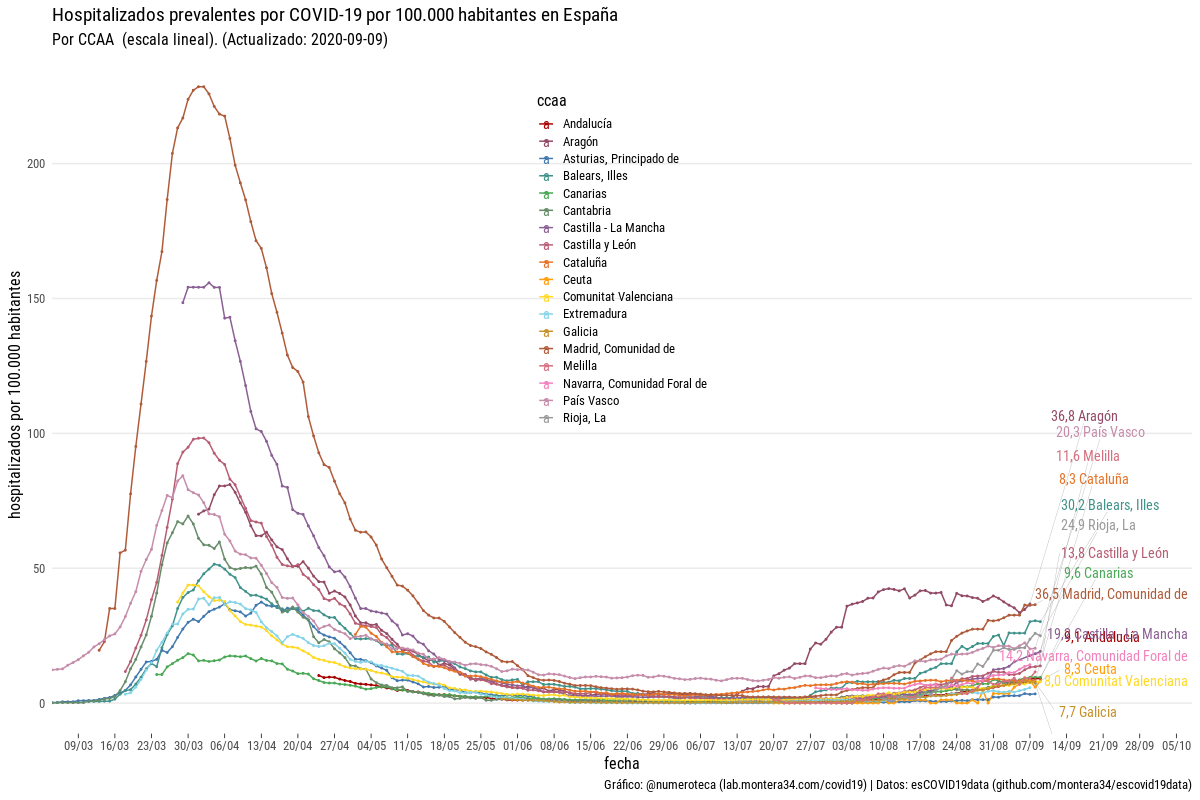 Hospitalizados prevalentes por COVID-19 por 100.000 habitantes en España
Por CCAA  (escala lineal). (Actualizado: 2020-09-09)
hospitalizados por 100.000 habitantes
200
150
100
50
0
ccaa
Andalucía
Aragón
Asturias, Principado de
Balears, Illes
Canarias
Cantabria
Castilla - La Mancha
Castilla y León
Cataluña
Ceuta
Comunitat Valenciana
Extremadura
Galicia
Madrid, Comunidad de
Melilla
Navarra, Comunidad Foral de
País Vasco
Rioja, La
36,8 Aragón
20,3 País Vasco
11,6 Melilla
8,3 Cataluña
30,2 Balears, Illes
24,9 Rioja, La
13,8 Castilla y León
9,6 Canarias
36,5 Madrid, Comunidad de
Castilla - La Mancha
9,1 Andalucía
14,2 Navarra, Comunidad Foral de
8,3 Ceuta
8,0 Comunitat Valenciana
7,7 Galicia
09/03 16/03 23/03 30/03 06/04 13/04 20/04 27/04 04/05 11/05 18/05 25/05 01/06 08/06 15/06 22/06 29/06 06/07 13/07 20/07 27/07 03/08 10/08 17/08 24/08 31/08 07/09 14/09 21/09 28/09 05/10
fecha
Gráfico: @numeroteca (lab.montera34.com/covid19) | Datos: esCOVID19data (github.com/montera34/escovid19data)